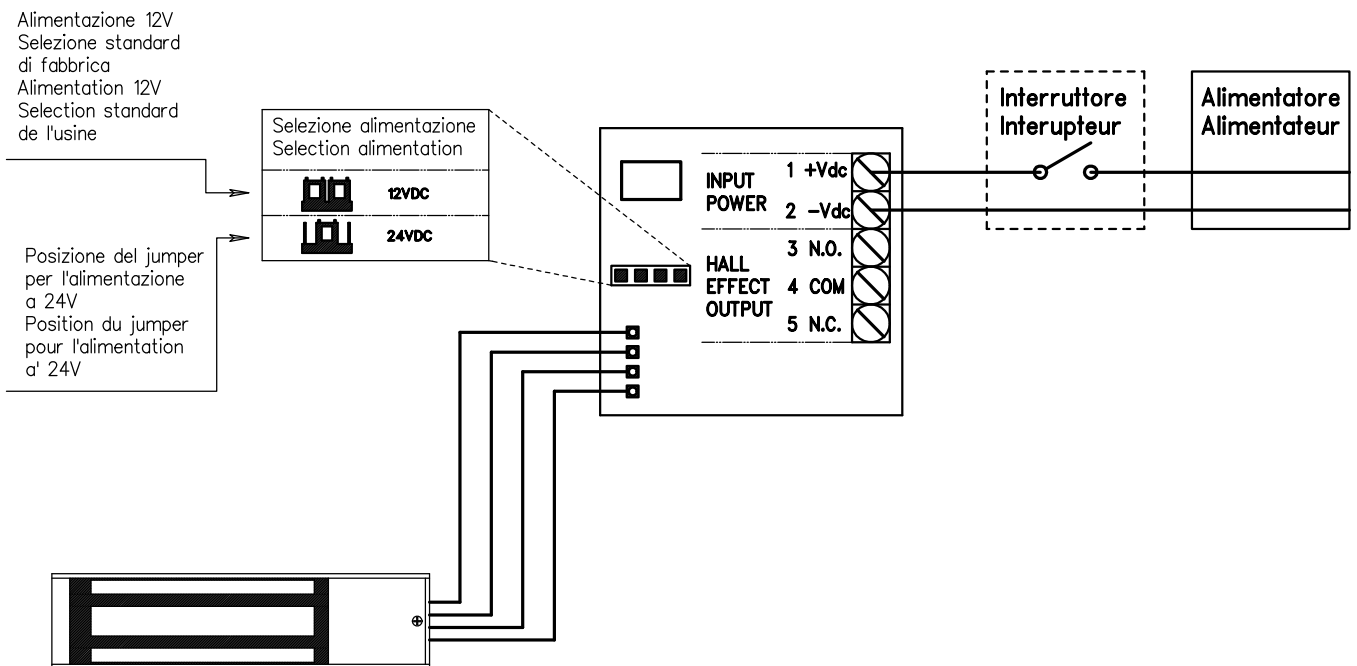 Alimentazione 12V
Selezione standard
di fabbrica
Alimentation 12V
Selection standard
de l'usine
Selezione alimentazione
Selection alimentation
12VDC
24VDC
Posizione del jumper
per l'alimentazione
a 24V
Position du jumper
pour l'alimentation
a' 24V
INPUT
POWER
1 +Vdc
2 -Vdc
HALL
EFFECT
OUTPUT
3 N.O.
4 COM
5 N.C.
Interruttore
Interupteur
Alimentatore
Alimentateur